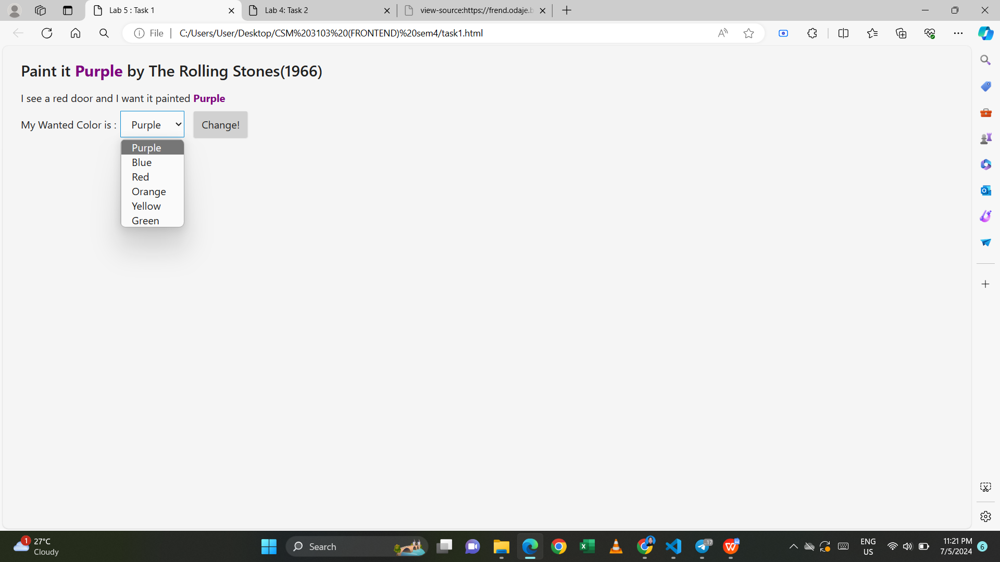 Lab 5 : Task 1
Lab 4: Task 2
view-source:https://frend.odaje.b
File
C:/Users/User/Desktop/CSM%203103%20(FRONTEND)%20sem4/task1.html
Paint it Purple by The Rolling Stones(1966)
I see a red door and I want it painted Purple
My Wanted Color is : Purple Change!
Purple
Blue
Red
Orange
Yellow
Green
1 27°C
Cloudy
Search
..17
ENG
US
11:21 PM
7/5/2024
6